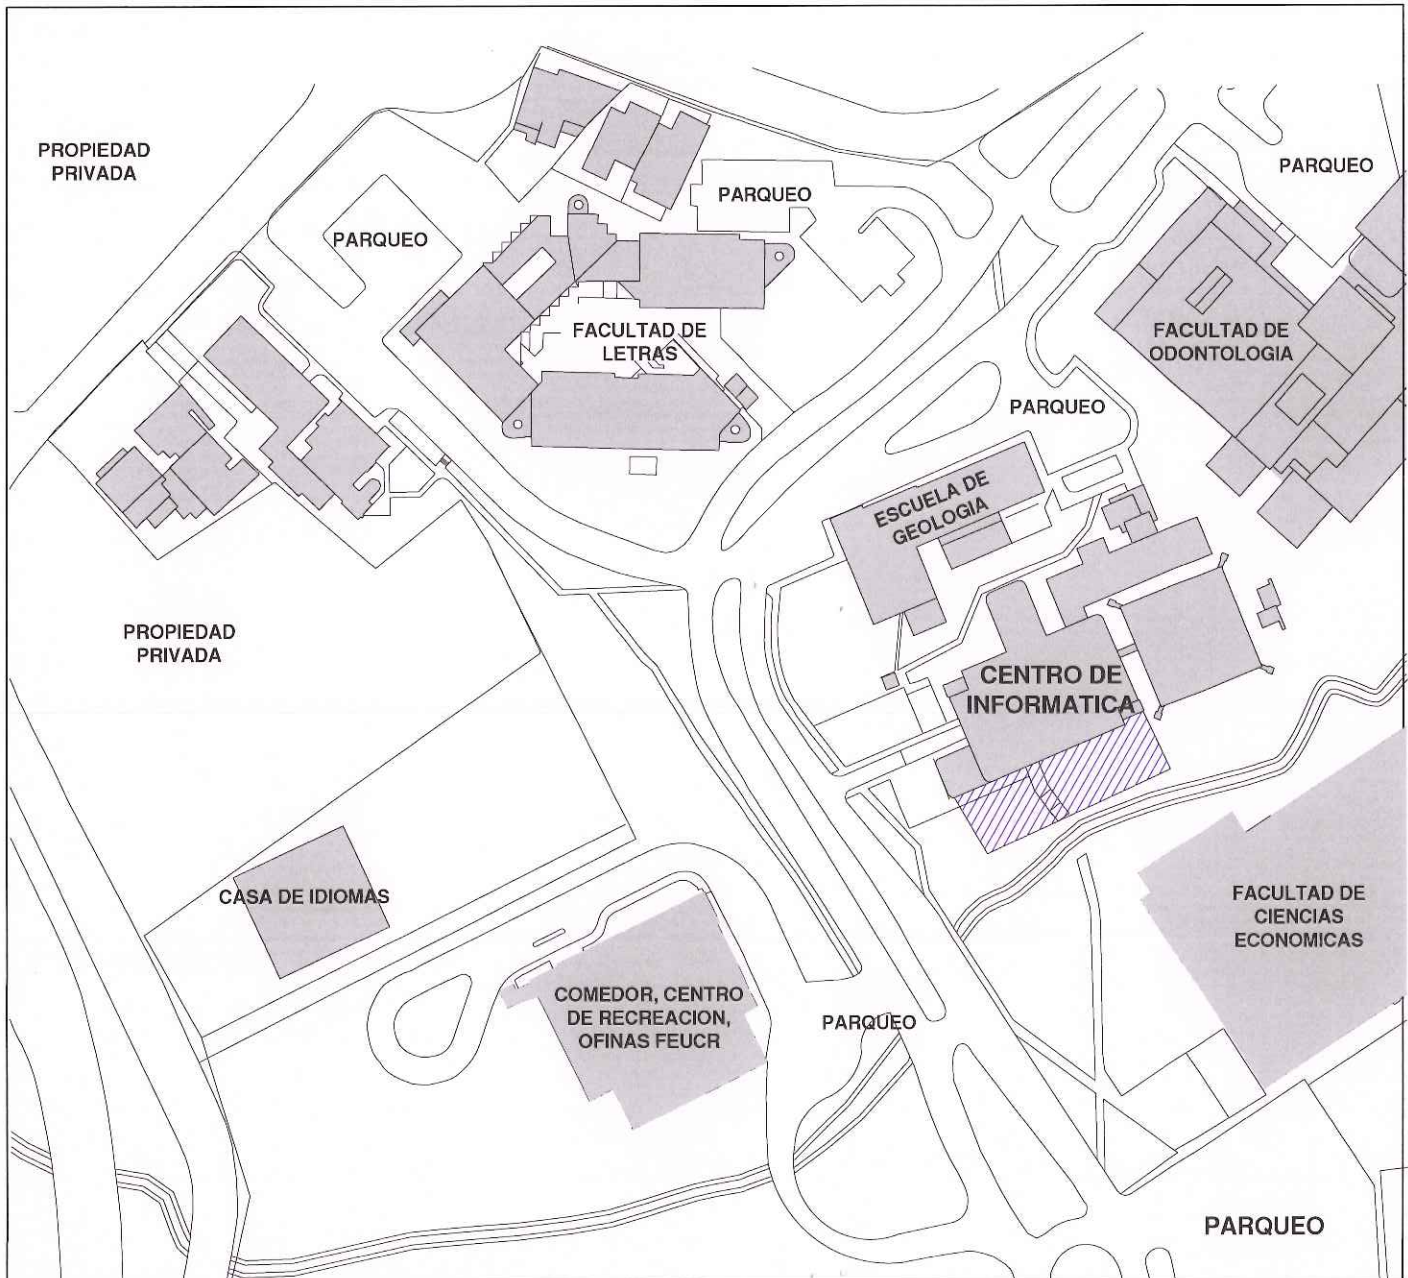 PROPIEDAD
PRIVADA
PARQUEO
PARQUEO
PARQUEO
FACULTAD DE
LETRAS
FACULTAD DE
ODONTOLOGIA
PARQUEO
ESCUELA DE
GEOLOGIA
PROPIEDAD
PRIVADA
CENTRO DE
INFORMATICA
CASA DE IDIOMAS
FACULTAD DE
CIENCIAS
ECONOMICAS
COMEDOR, CENTRO
DE RECREACION,
OFINAS FEUCR
PARQUEO
PARQUEO